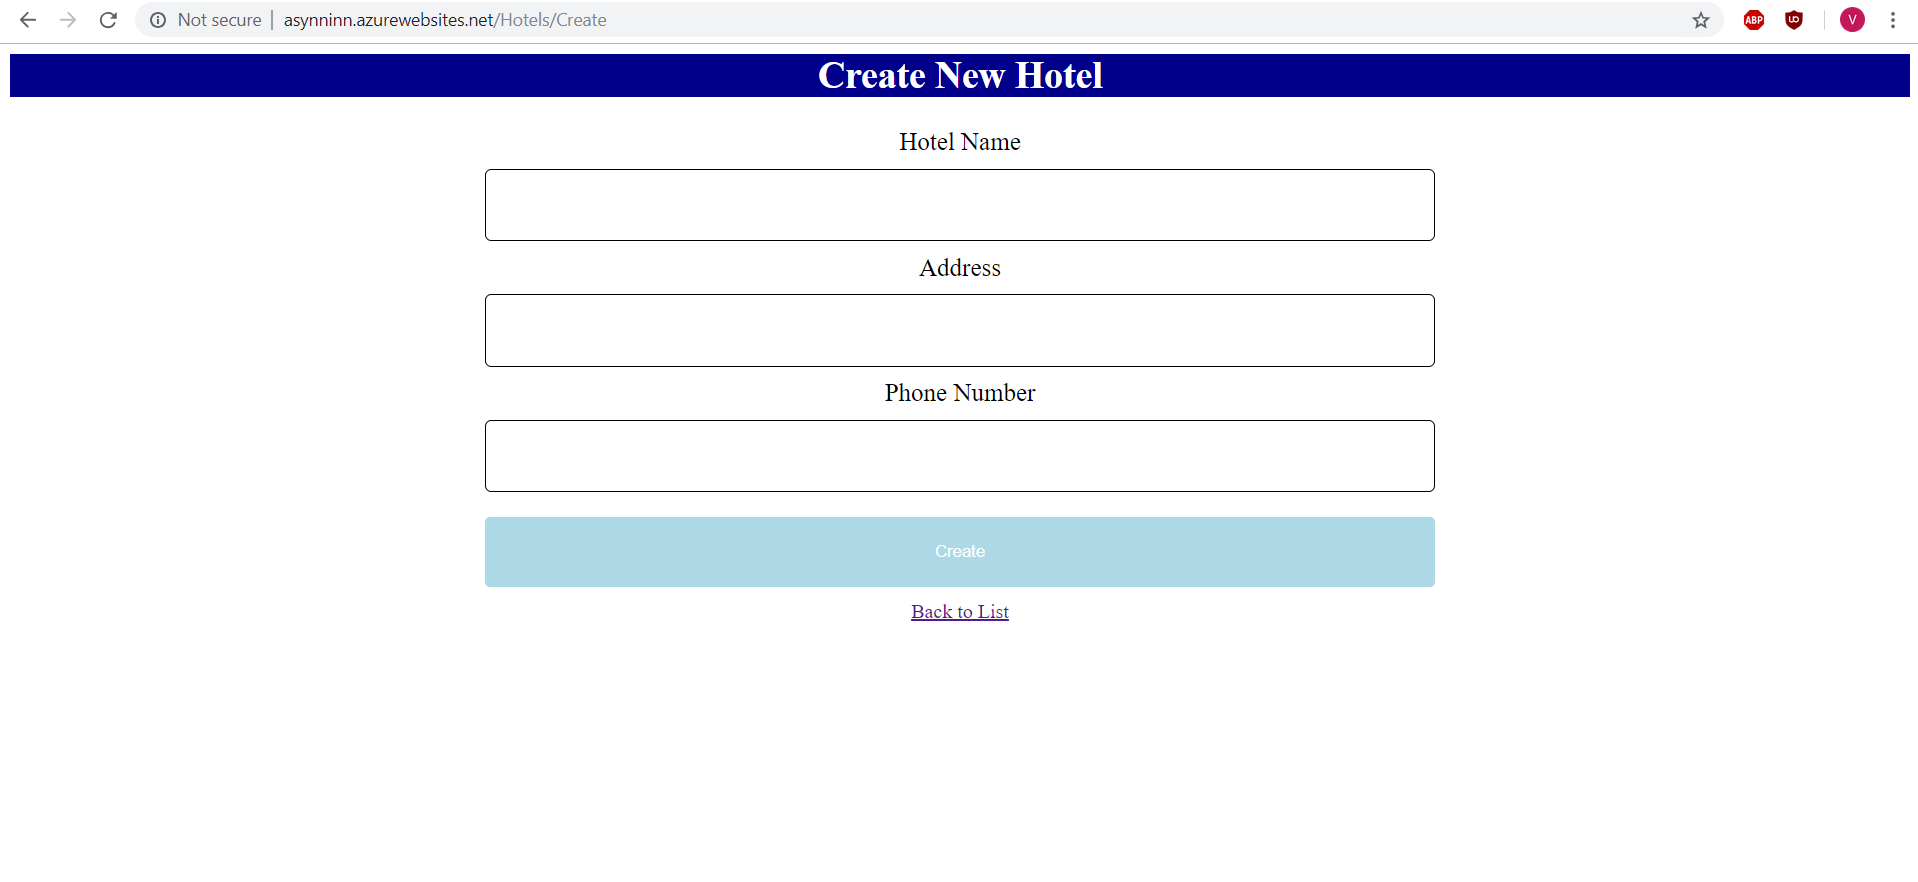 Not secure | asynninn.azurewebsites.net/Hotels/Create ABP UO V
Create New Hotel
Hotel Name
Address
Phone Number
Create
Back to List